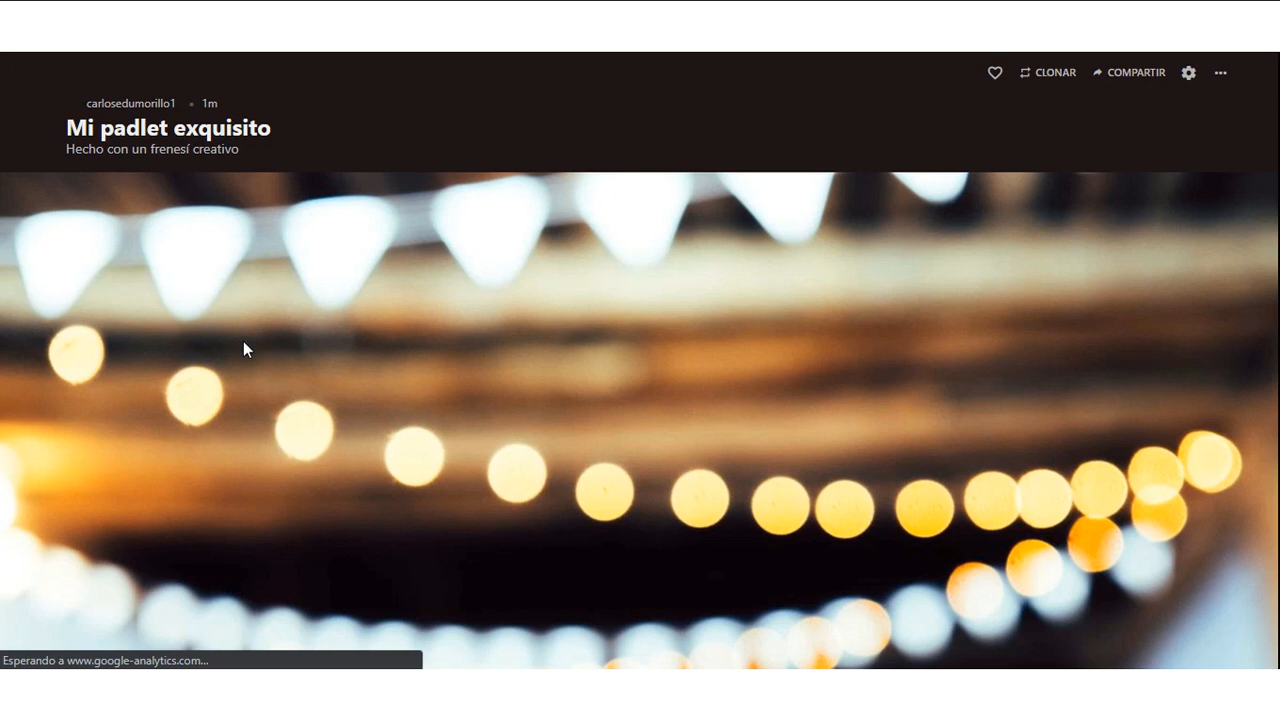 CLONAR COMPARTIR
carlosedumorillo1 • 1m
Mi padlet exquisito
Hecho con un frenesí creativo
Esperando a www.google-analytics.com...